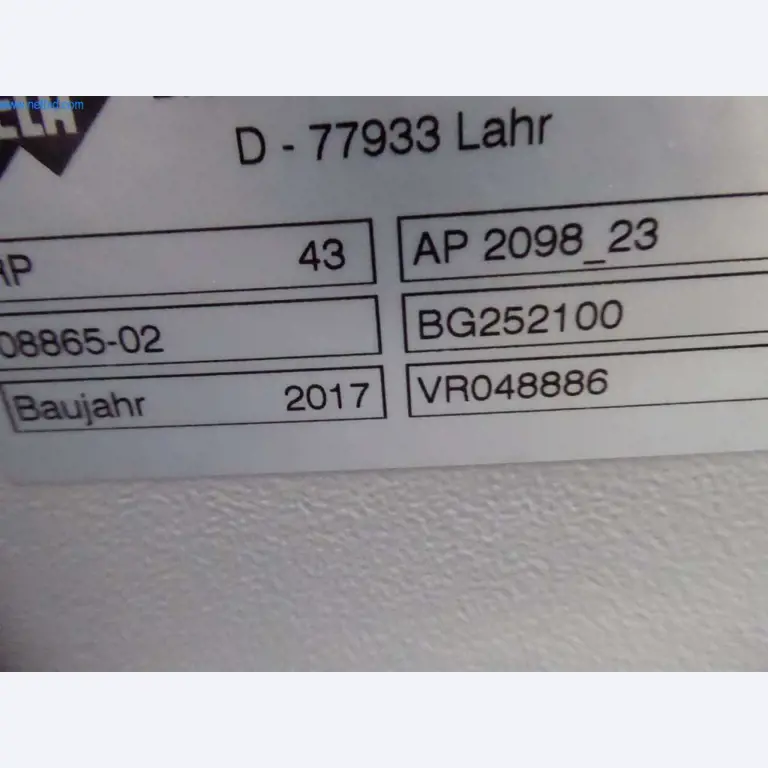 D - 77933 Lahr
43 AP 2098_23
08865-02 BG252100
Baujahr 2017 VR048886